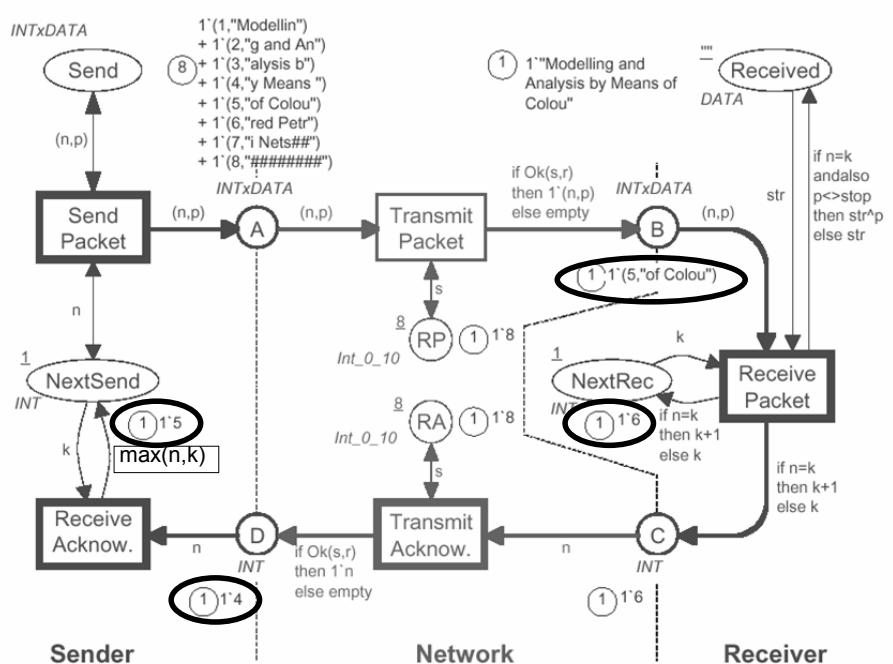 INTxDATA
Send
8
1`(1,"Modellin")
+ 1`(2,"g and An")
+ 1`(3,"alysis b")
+ 1`(4,"y Means ")
+ 1`(5,"of Colou")
+ 1`(6,"red Petr")
+ 1`(7,"i Nets##")
+ 1`(8,"########")
1
1`"Modelling and
Analysis by Means of
Colou"
""
Received
DATA
(n,p)
INTxDATA
if Ok(s,r)
then 1`(n,p)
else empty
INTxDATA
str
if n=k
andalso
p<>stop
then str^p
else str
Send
Packet
(n,p)
A
(n,p)
Transmit
Packet
B
(n,p)
1
1`(5,"of Colou")
n
s
8
RP
1
1`8
Int_0_10
k
1
NextSend
INT
1
1`5
max(n,k)
k
8
RA
1
1`8
Int_0_10
s
1
NextRec
INT
1
1`6
if n=k
then k+1
else k
Receive
Packet
if n=k
then k+1
else k
Receive
Acknow.
n
D
INT
if Ok(s,r)
then 1`n
else empty
Transmit
Acknow.
n
C
INT
1
1`4
1
1`6
Sender
Network
Receiver